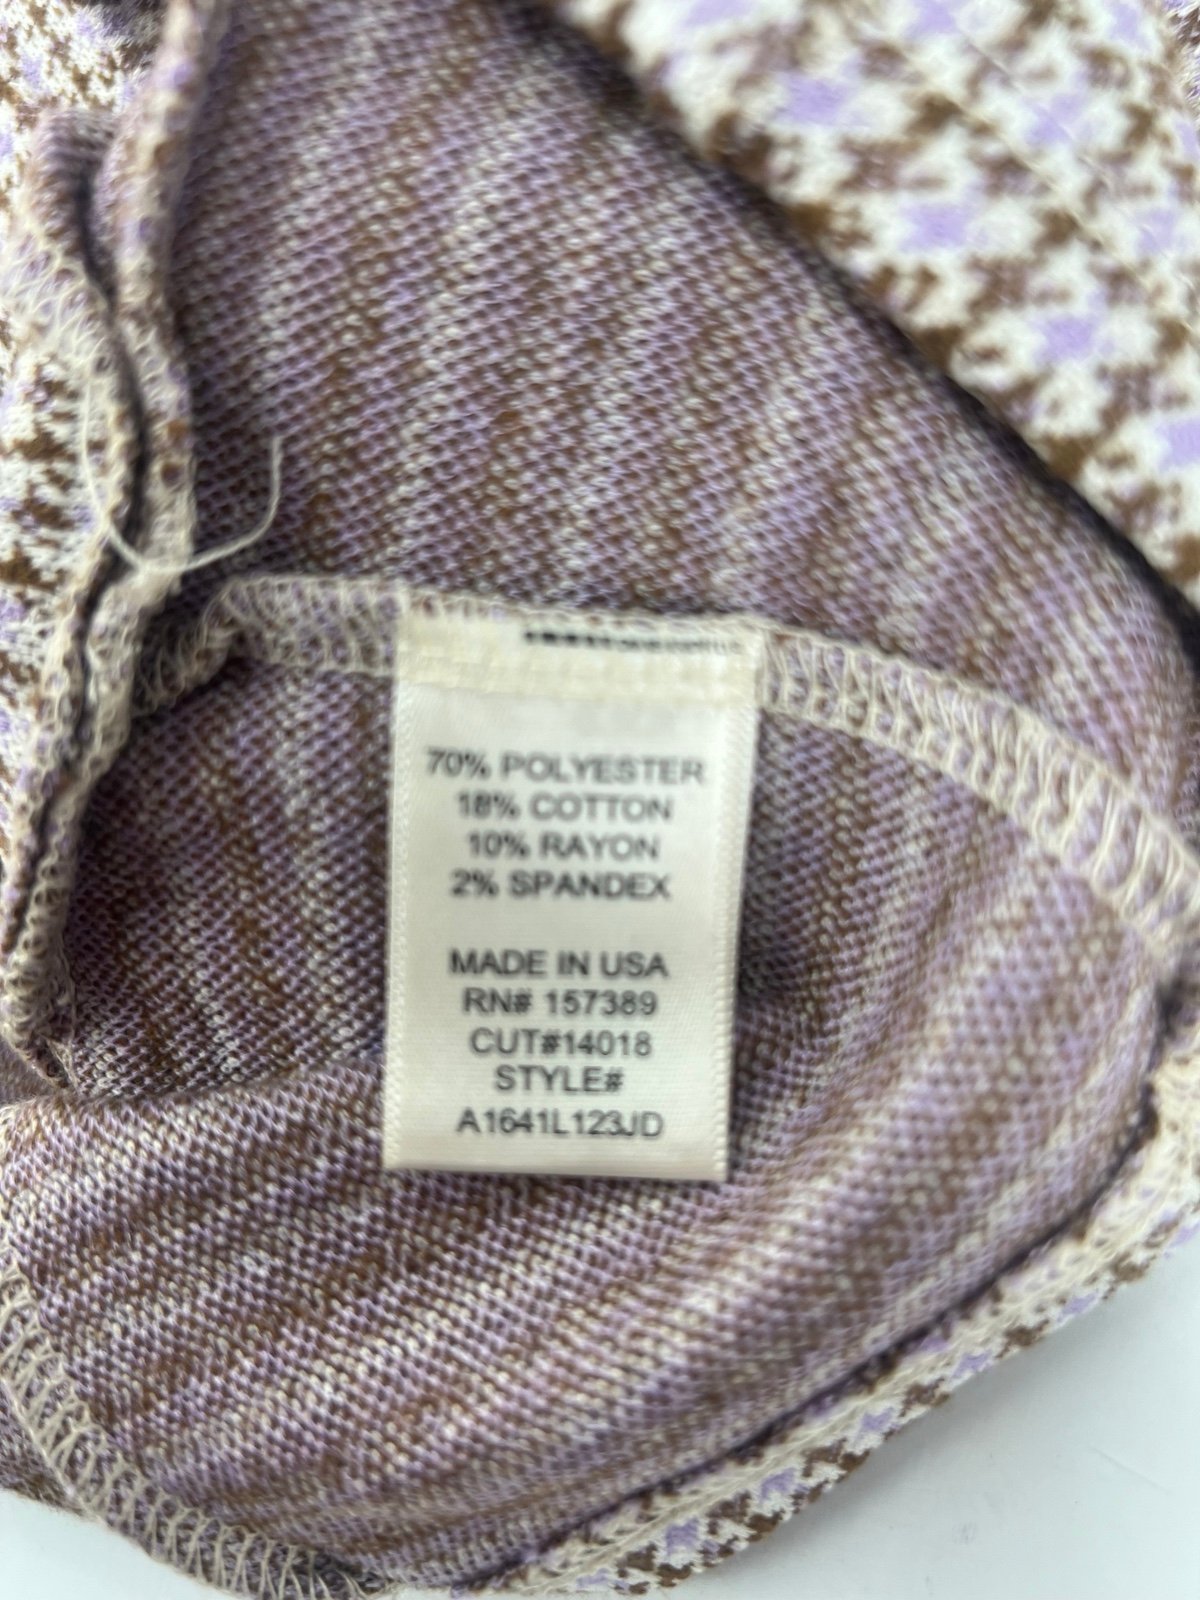 70% POLYESTER
18% COTTON
10% RAYON
2% SPANDEX
MADE IN USA
RN# 157389
CUT#14018
STYLE#
A1641L123JD